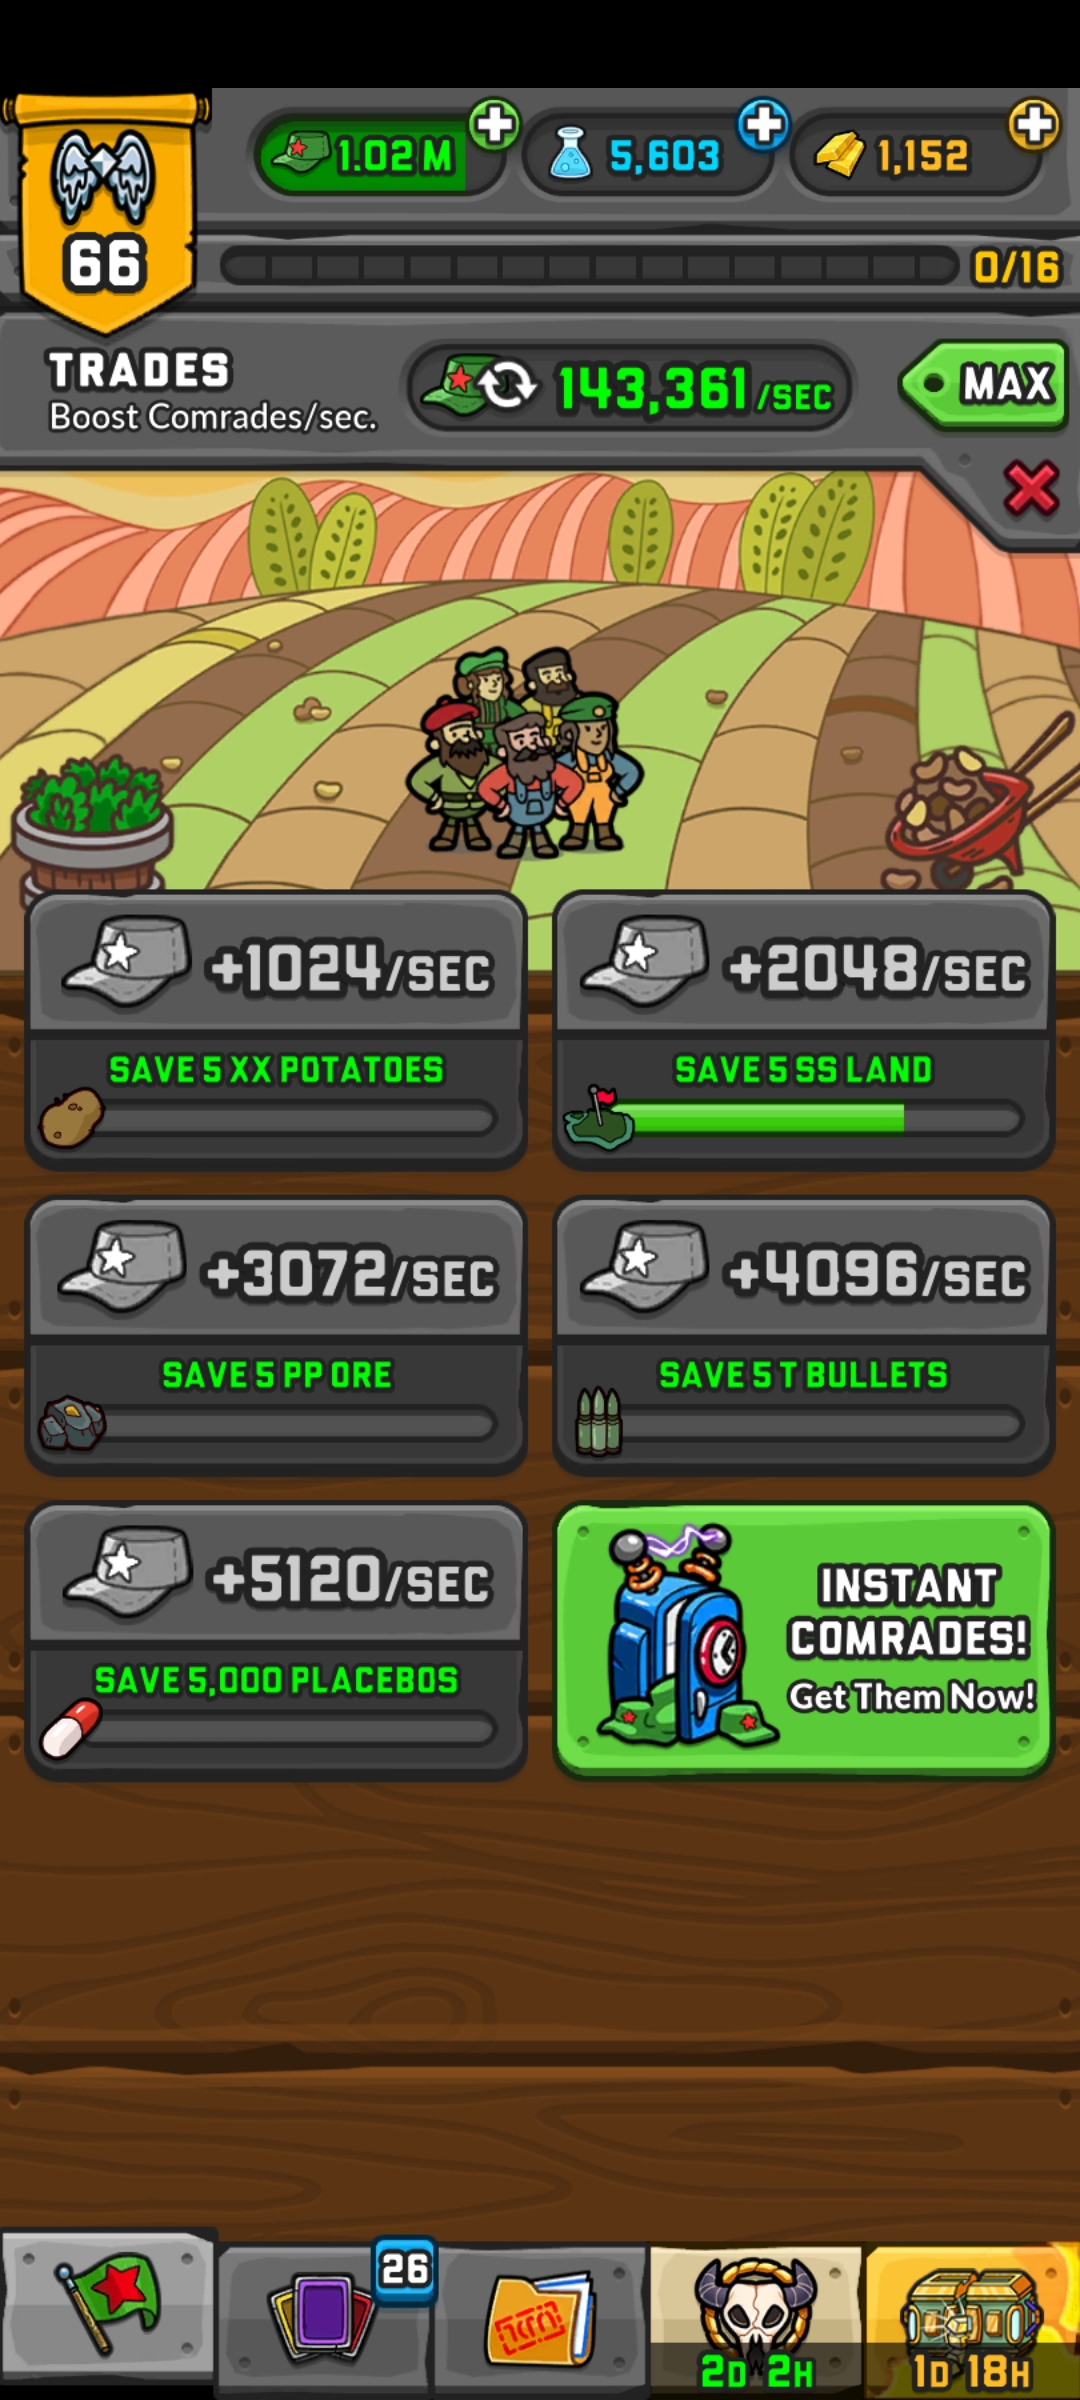 66
1.02 M
5,603
1,152
0/16
TRADES
Boost Comrades/sec.
143,361/SEC
MAX
+1024/SEC
SAVE 5 XX POTATOES
+2048/SEC
SAVE 5 SS LAND
+3072/SEC
SAVE 5 PP ORE
+4096/SEC
SAVE 5 T BULLETS
+5120/SEC
SAVE 5,000 PLACEBOS
INSTANT
COMRADES!
Get Them Now!
26
2D 2H
1D 18H